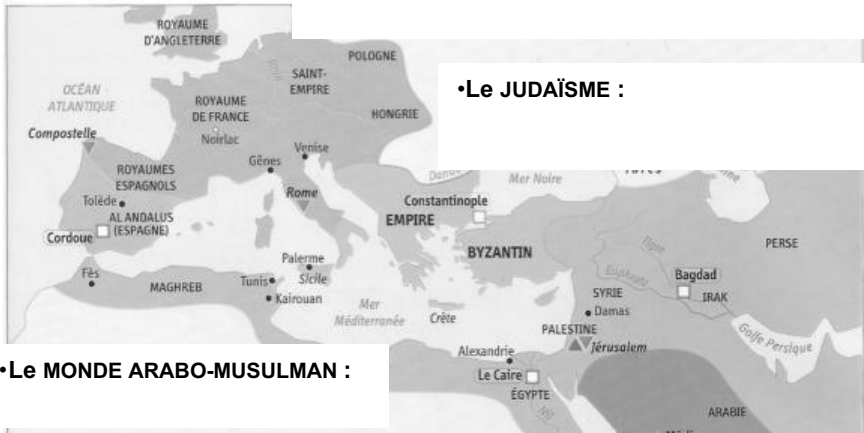 ROYAUME
D'ANGLETERRE
POLOGNE
SAINT-
EMPIRE
•Le JUDAÏSME :
OCÉAN
ATLANTIQUE
ROYAUME
DE FRANCE
HONGRIE
Compostelle
Noirlac
Venise
Gênes
ROYAUMES
ESPAGNOLS
Rome
Mer Noire
Tolède
Constantinople
AL ANDALUS
(ESPAGNE)
EMPIRE
Cordoue
BYZANTIN
PERSE
Palerme
Tigre
Fès
Tunis
Sicile
Euphrate
Bagdad
MAGHREB
Kairouan
SYRIE
IRAK
Mer
Méditerranée
Crète
Damas
PALESTINE
Golfe Persique
Alexandrie
Jérusalem
•Le MONDE ARABO-MUSULMAN :
Le Caire
ÉGYPTE
Nil
ARABIE